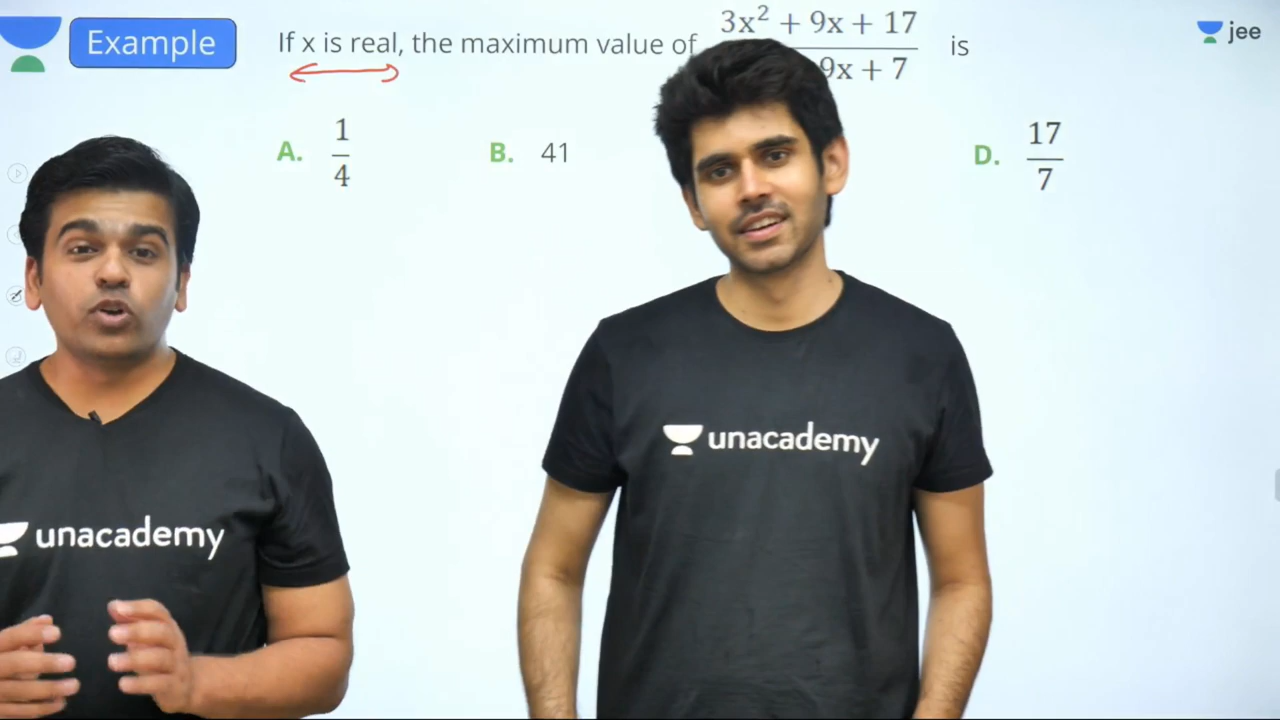 Example
If x is real, the maximum value of 3x² + 9x + 17 / 9x + 7 is
jee
A. 1/4
B. 41
D. 17/7
unacademy
unacademy